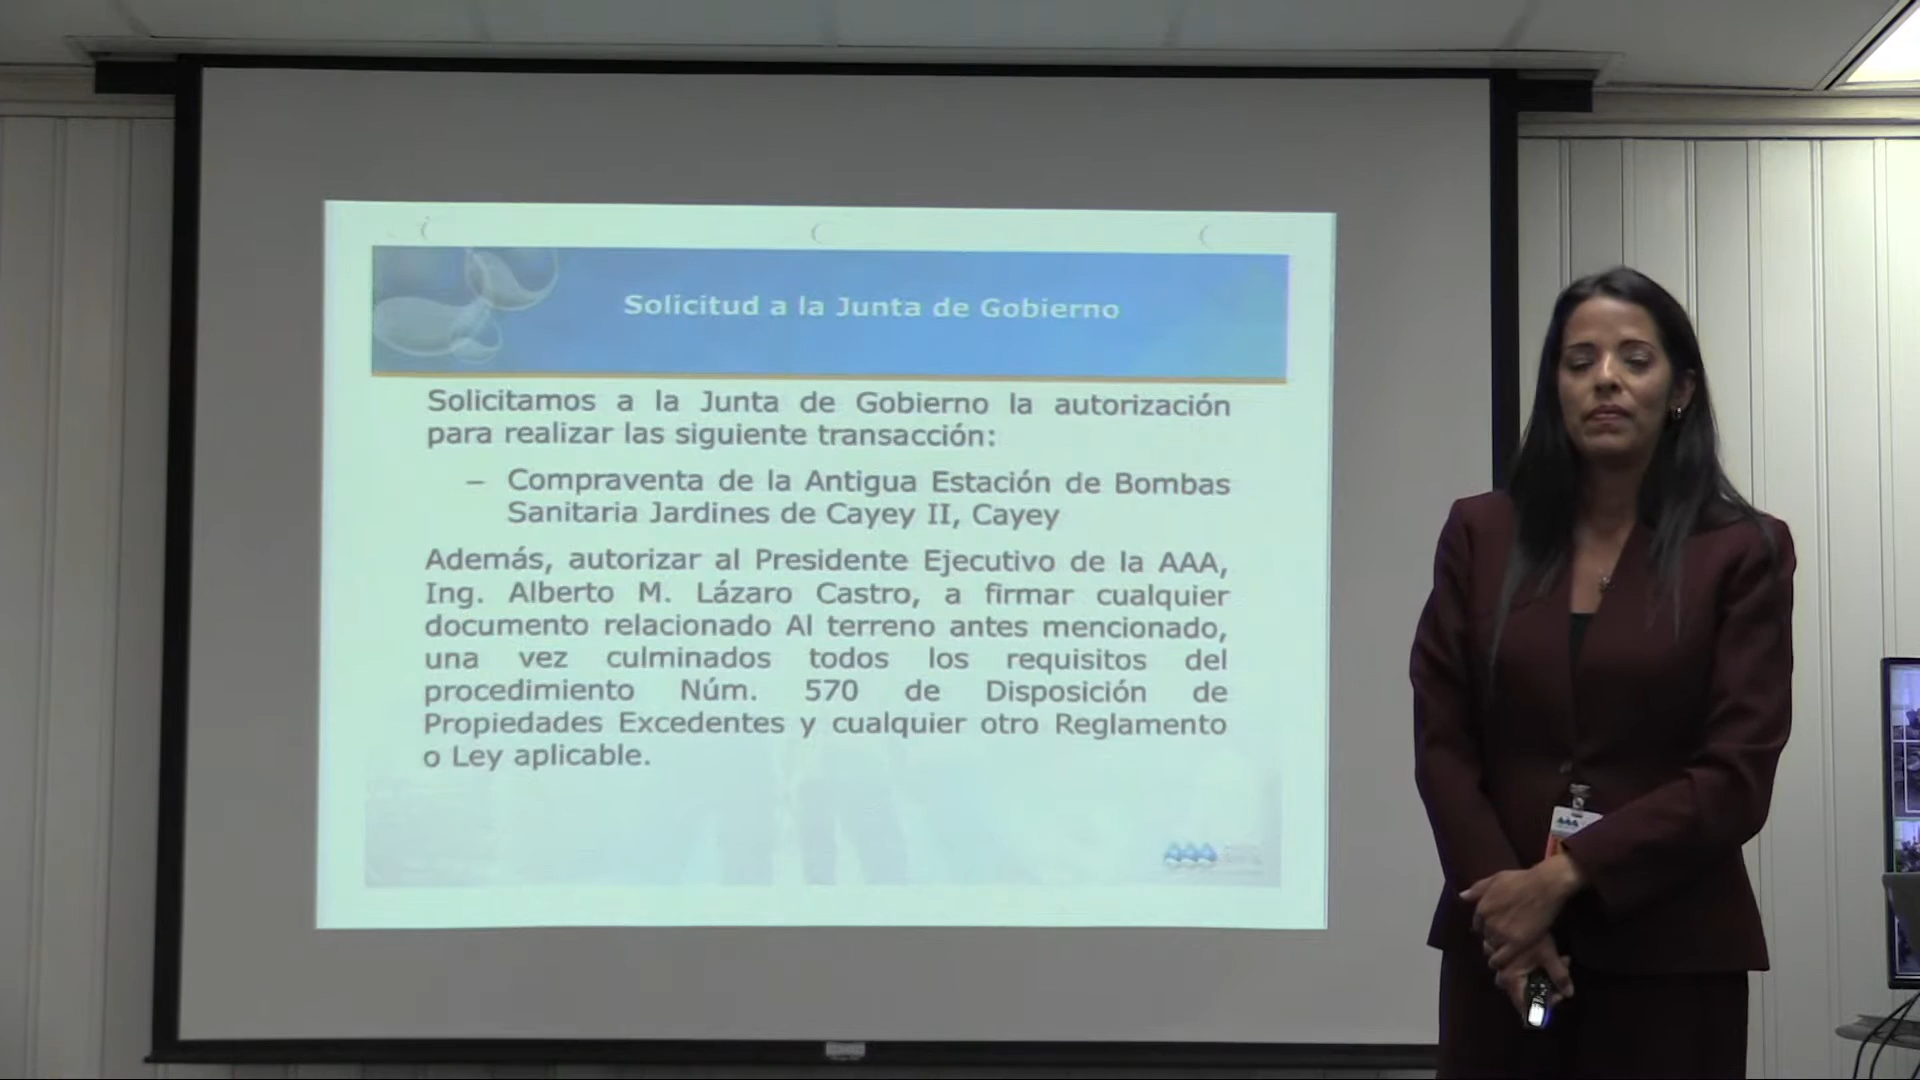 Solicitud a la Junta de Gobierno
Solicitamos a la Junta de Gobierno la autorización
para realizar las siguiente transacción:
– Compraventa de la Antigua Estación de Bombas
Sanitaria Jardines de Cayey II, Cayey
Además, autorizar al Presidente Ejecutivo de la AAA,
Ing. Alberto M. Lázaro Castro, a firmar cualquier
documento relacionado Al terreno antes mencionado,
una vez culminados todos los requisitos del
procedimiento Núm. 570 de Disposición de
Propiedades Excedentes y cualquier otro Reglamento
o Ley aplicable.